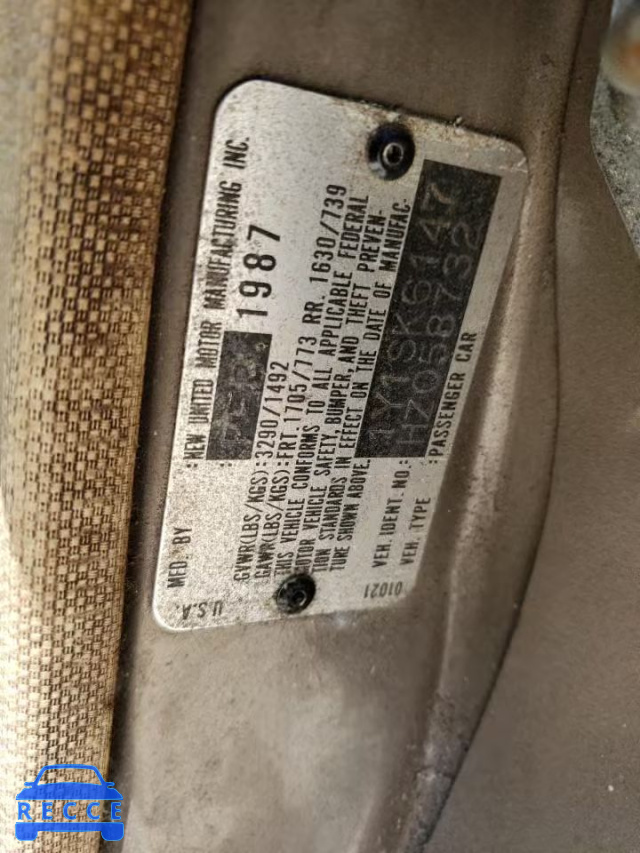 MFD. BY :NEW UNITED MOTOR MANUFACTURING INC.
1987
GVWR(LBS/KGS):3290/1492
GAWR(LBS/KGS):FRT.1705/773 RR. 1630/739
THIS VEHICLE CONFORMS TO ALL APPLICABLE FEDERAL
MOTOR VEHICLE SAFETY, BUMPER, AND THEFT PREVEN-
TION STANDARDS IN EFFECT ON THE DATE OF MANUFAC-
TURE SHOWN ABOVE.
VEH. IDENT. NO.: 1Y1SK6147
HZ058732
VEH. TYPE :PASSENGER CAR
U.S.A. 01021
RECCE